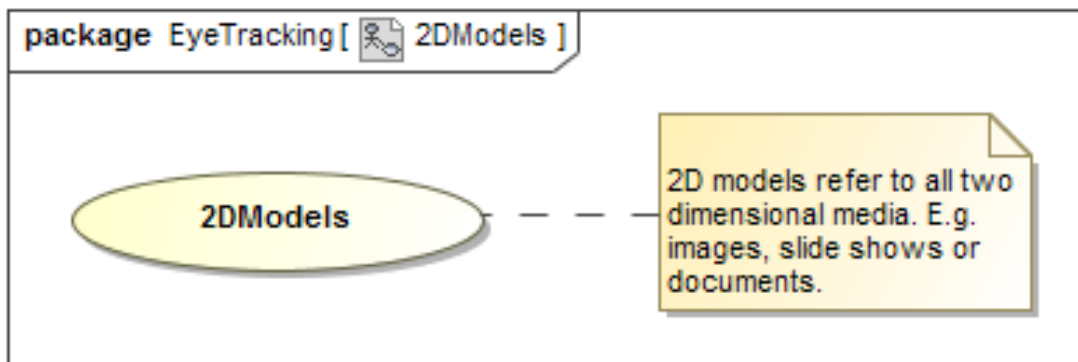 package EyeTracking [ 2DModels ]
2DModels
2D models refer to all two
dimensional media. E.g.
images, slide shows or
documents.